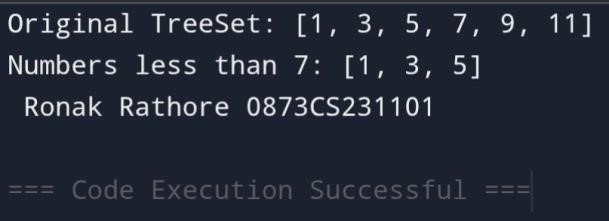 Original TreeSet: [1, 3, 5, 7, 9, 11]
Numbers less than 7: [1, 3, 5]
Ronak Rathore 0873CS231101
=== Code Execution Successful ===